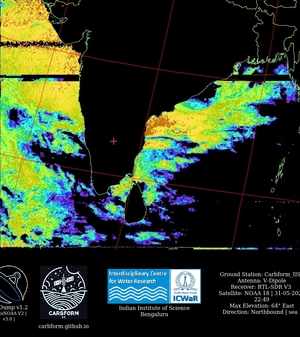 Dump v1.2
NOAA V2 |
v3.0 |
CARBFORM
carbform.github.io
Interdisciplinary Centre
for Water Research
ICWaR
Indian Institute of Science
Bengaluru
Ground Station: Carbform_IIS
Antenna: V-Dipole
Receiver: RTL-SDR V3
Satellite: NOAA 18 | 31-05-202
22:49
Max Elevation: 64° East
Direction: Northbound | sea